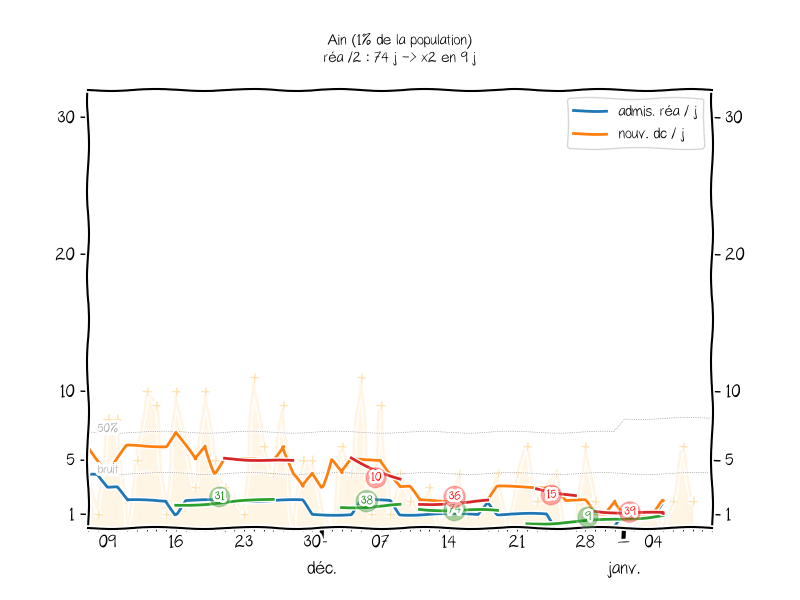 Ain (1% de la population)
réa /2 : 74 j -> x2 en 9 j
admis. réa / j
nouv. dc / j
30 30
20 20
10 10
50%
5 5
bruit
1 1
31 10 38 36 74 15 9 39
09 16 23 30 07 14 21 28 04
déc. janv.